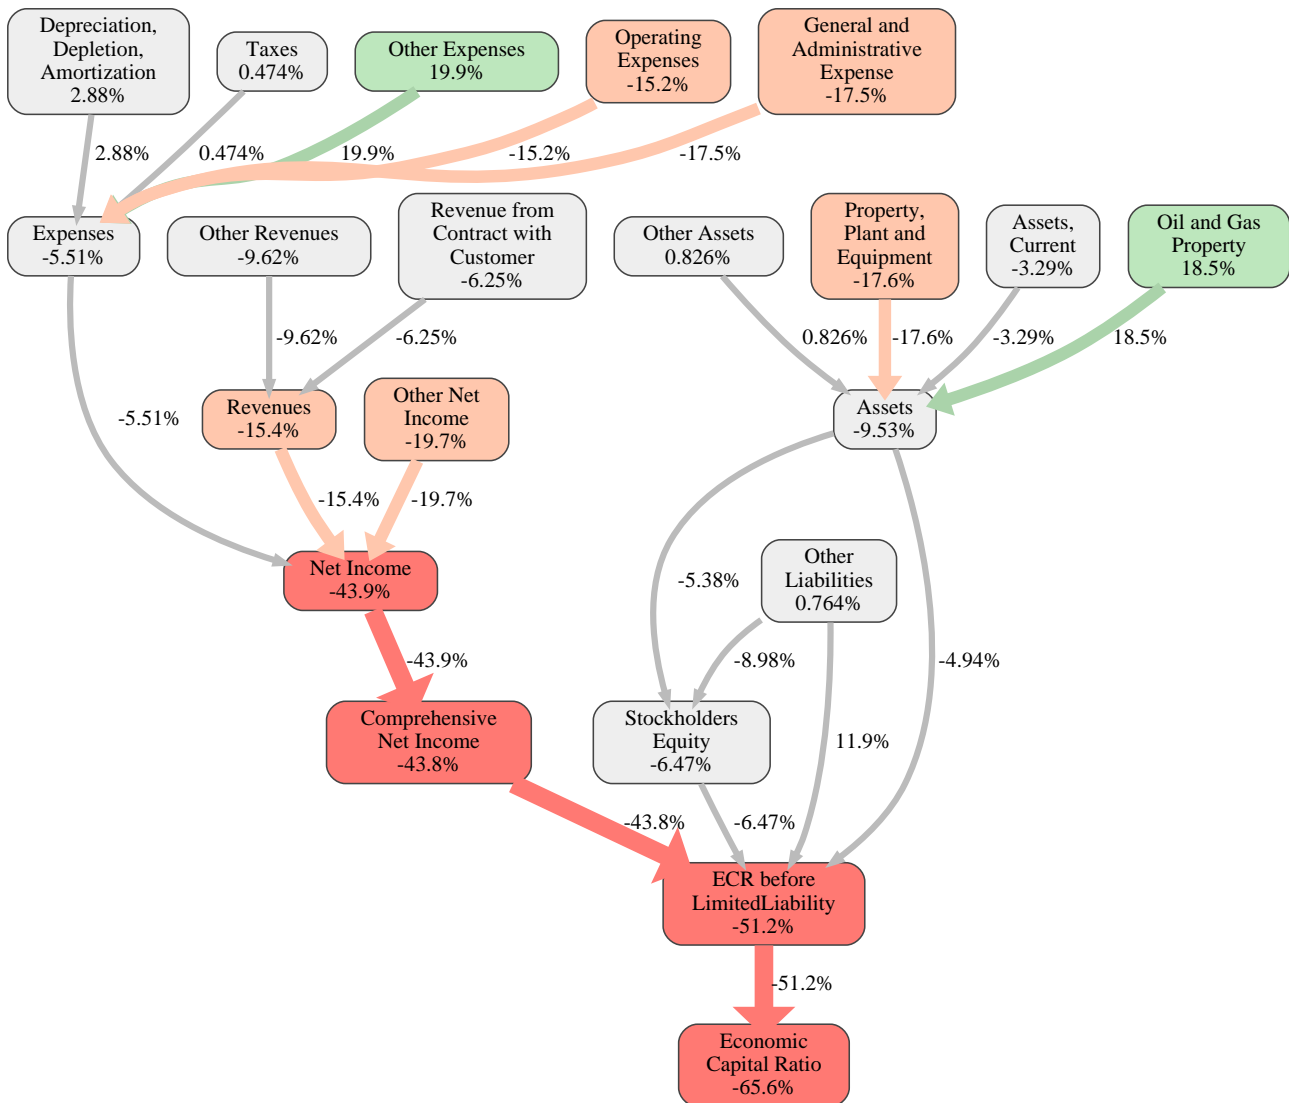 Depreciation,
Depletion,
Amortization
2.88%
Taxes
0.474%
Other Expenses
19.9%
Operating
Expenses
-15.2%
General and
Administrative
Expense
-17.5%
2.88%
0.474%
19.9%
-15.2%
-17.5%
Expenses
-5.51%
Other Revenues
-9.62%
Revenue from
Contract with
Customer
-6.25%
Other Assets
0.826%
Property,
Plant and
Equipment
-17.6%
Assets,
Current
-3.29%
Oil and Gas
Property
18.5%
-9.62%
-6.25%
0.826%
-17.6%
-3.29%
18.5%
-5.51%
Revenues
-15.4%
Other Net
Income
-19.7%
Assets
-9.53%
-15.4%
-19.7%
Net Income
-43.9%
-5.38%
Other
Liabilities
0.764%
-43.9%
-8.98%
-4.94%
Comprehensive
Net Income
-43.8%
Stockholders
Equity
-6.47%
11.9%
-43.8%
-6.47%
ECR before
LimitedLiability
-51.2%
-51.2%
Economic
Capital Ratio
-65.6%